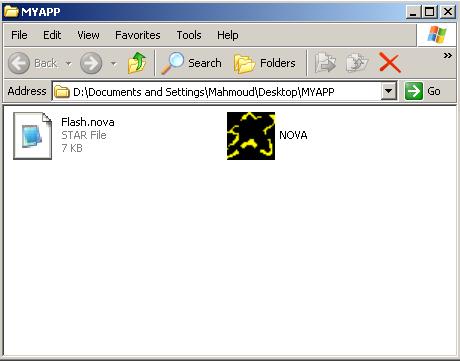 MYAPP
File Edit View Favorites Tools Help
Back Search Folders »
Address D:\Documents and Settings\Mahmoud\Desktop\MYAPP Go
Flash.nova
STAR File
7 KB
NOVA